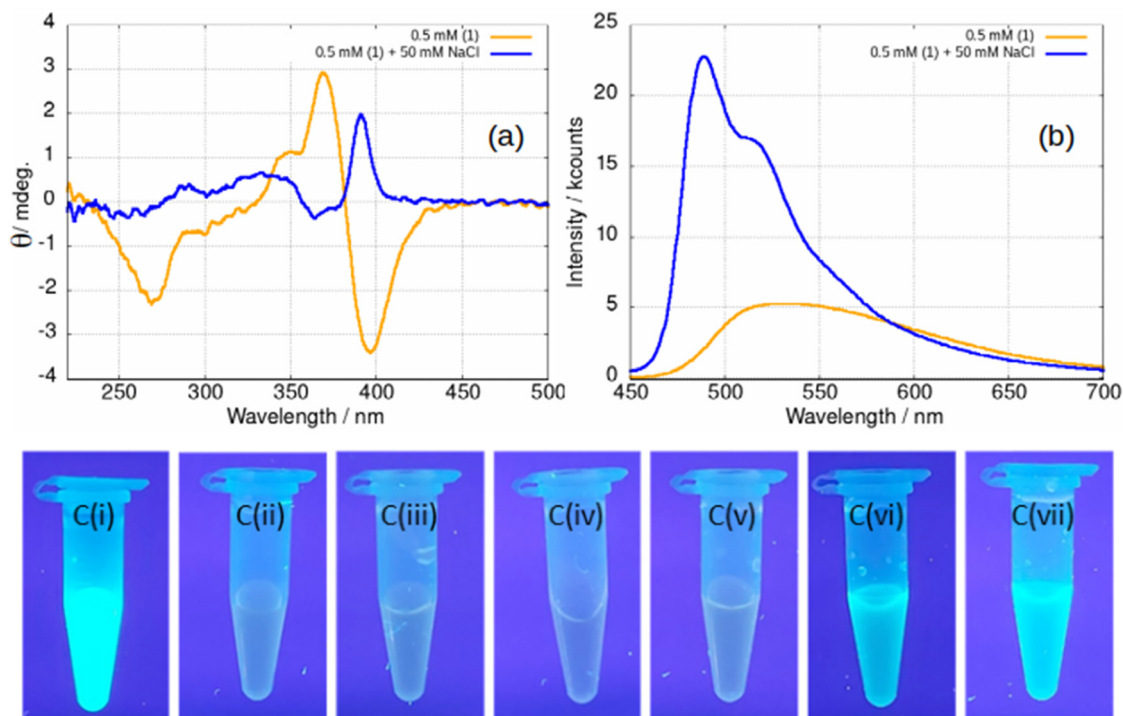 4
3
2
1
0
-1
-2
-3
-4
θ/ mdeg.
0.5 mM (1)
0.5 mM (1) + 50 mM NaCl
(a)
250 300 350 400 450 500
Wavelength / nm
25
20
15
10
5
0
Intensity / kcounts
0.5 mM (1)
0.5 mM (1) + 50 mM NaCl
(b)
450 500 550 600 650 700
Wavelength / nm
C(i) C(ii) C(iii) C(iv) C(v) C(vi) C(vii)